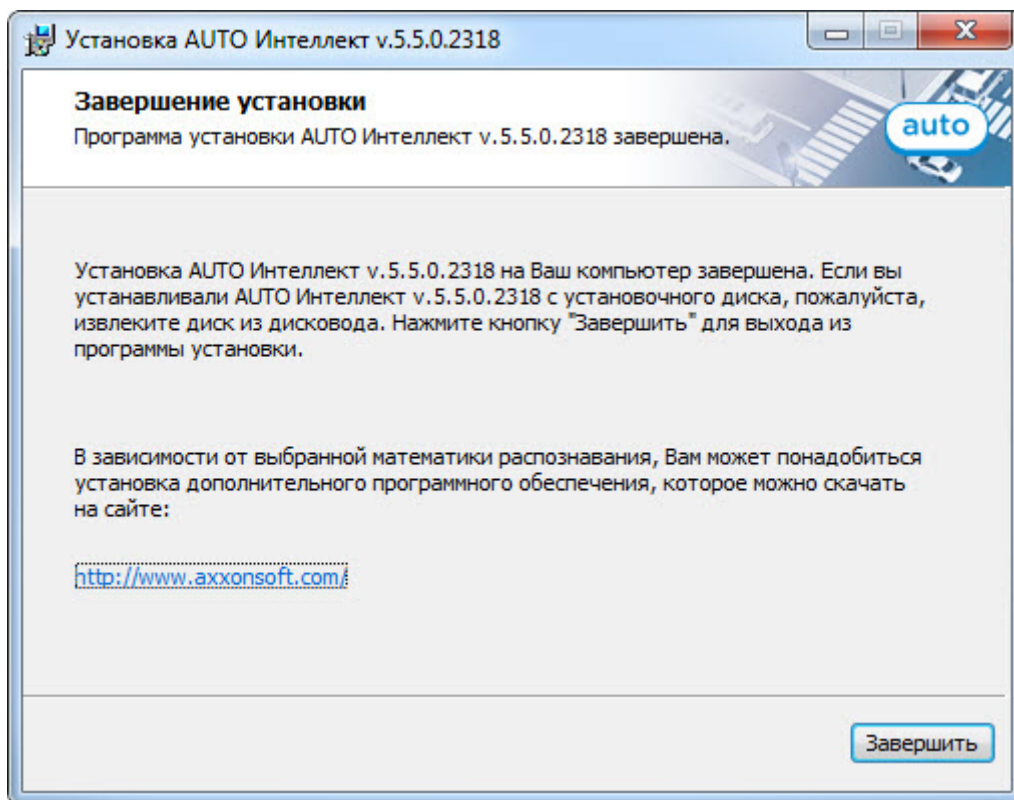 Установка AUTO Интеллект v.5.5.0.2318
Завершение установки
Программа установки AUTO Интеллект v.5.5.0.2318 завершена.
auto
Установка AUTO Интеллект v.5.5.0.2318 на Ваш компьютер завершена. Если вы
устанавливали AUTO Интеллект v.5.5.0.2318 с установочного диска, пожалуйста,
извлеките диск из дисковода. Нажмите кнопку "Завершить" для выхода из
программы установки.
В зависимости от выбранной математики распознавания, Вам может понадобиться
установка дополнительного программного обеспечения, которое можно скачать
на сайте:
http://www.axxonsoft.com/
Завершить